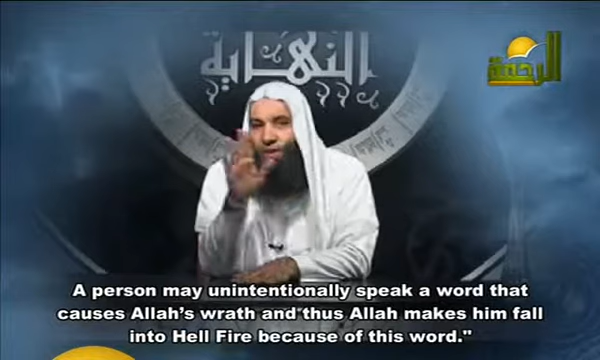 النهاية
الرحمة
A person may unintentionally speak a word that
causes Allah's wrath and thus Allah makes him fall
into Hell Fire because of this word."